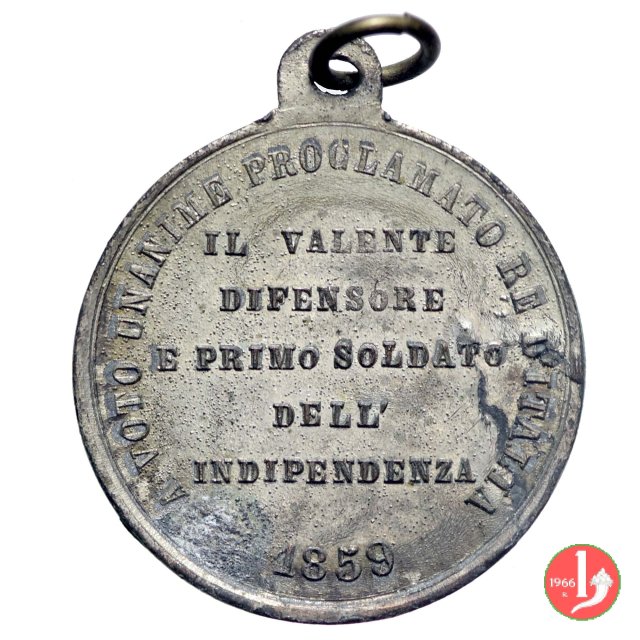 A VOTO UNANIME PROCLAMATO RE D'ITALIA
IL VALENTE
DIFENSORE
E PRIMO SOLDATO
DELL'
INDIPENDENZA
1859
1966
R.